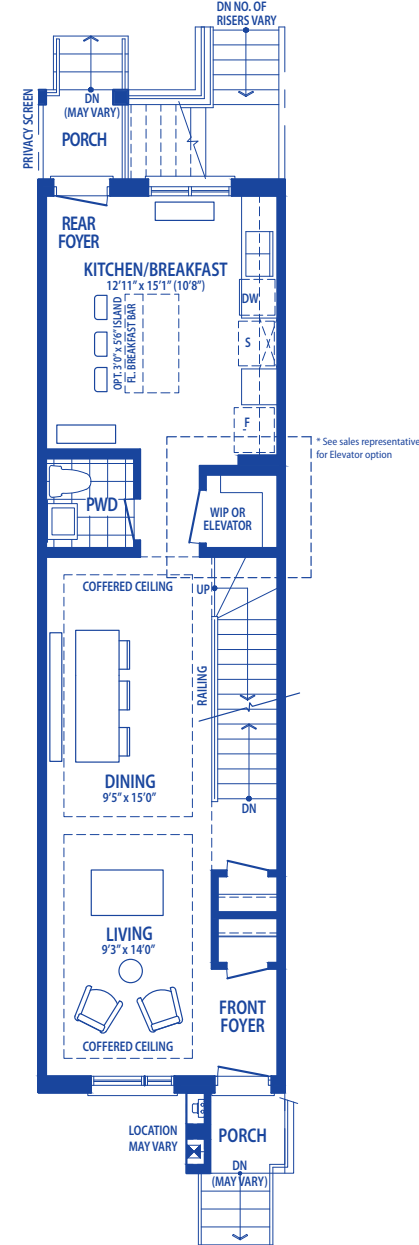 DN NO. OF
RISERS VARY
PRIVACY SCREEN
DN
(MAY VARY)
PORCH
REAR
FOYER
KITCHEN/BREAKFAST
12'11" x 15'1" (10'8")
OPT. 3'0" x 5'6" ISLAND
FL. BREAKFAST BAR
DW
S
F
* See sales representative
for Elevator option
PWD
WIP OR
ELEVATOR
COFFERED CEILING
UP
RAILING
DINING
9'5" x 15'0"
DN
LIVING
9'3" x 14'0"
FRONT
FOYER
COFFERED CEILING
LOCATION
MAY VARY
PORCH
DN
(MAY VARY)